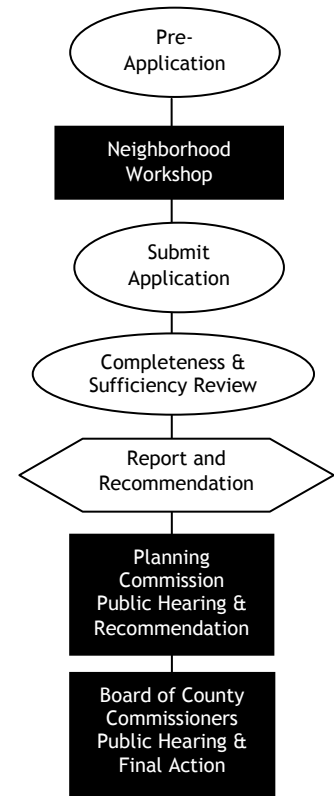 Pre-
Application
Neighborhood
Workshop
Submit
Application
Completeness &
Sufficiency Review
Report and
Recommendation
Planning
Commission
Public Hearing &
Recommendation
Board of County
Commissioners
Public Hearing &
Final Action